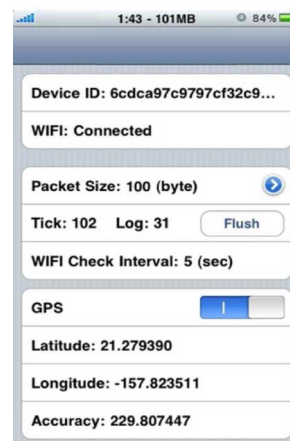 1:43 - 101MB 84%
Device ID: 6cdca97c9797cf32c9...
WIFI: Connected
Packet Size: 100 (byte)
Tick: 102 Log: 31 Flush
WIFI Check Interval: 5 (sec)
GPS
Latitude: 21.279390
Longitude: -157.823511
Accuracy: 229.807447